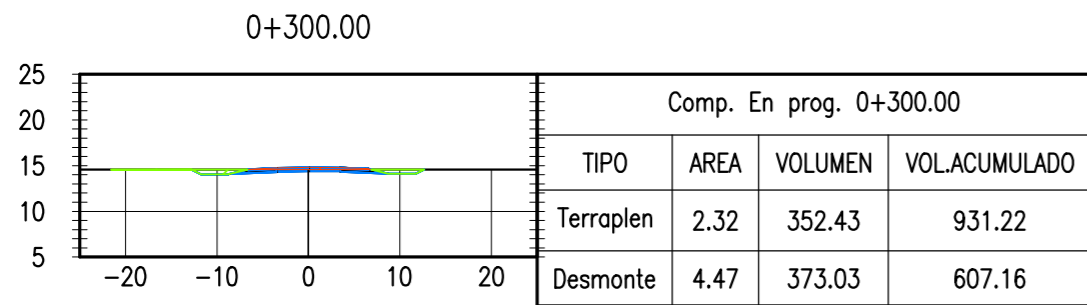 0+300.00
25
20
15
10
5
-20 -10 0 10 20
Comp. En prog. 0+300.00
TIPO AREA VOLUMEN VOL.ACUMULADO
Terraplen 2.32 352.43 931.22
Desmonte 4.47 373.03 607.16